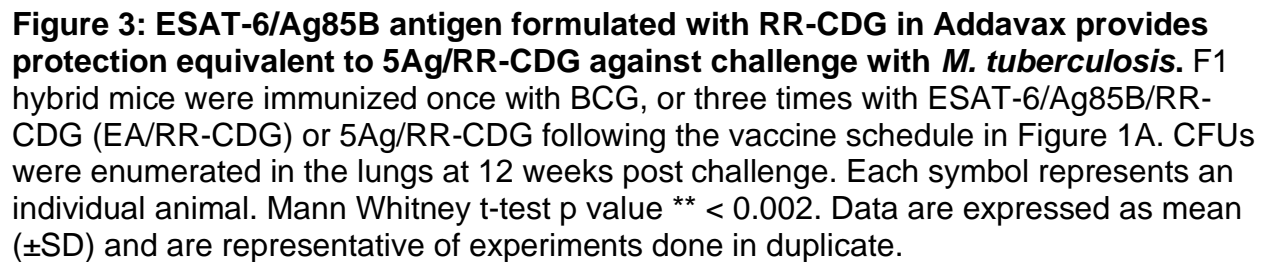 Figure 3: ESAT-6/Ag85B antigen formulated with RR-CDG in Addavax provides
protection equivalent to 5Ag/RR-CDG against challenge with M. tuberculosis. F1
hybrid mice were immunized once with BCG, or three times with ESAT-6/Ag85B/RR-
CDG (EA/RR-CDG) or 5Ag/RR-CDG following the vaccine schedule in Figure 1A. CFUs
were enumerated in the lungs at 12 weeks post challenge. Each symbol represents an
individual animal. Mann Whitney t-test p value ** < 0.002. Data are expressed as mean
(±SD) and are representative of experiments done in duplicate.